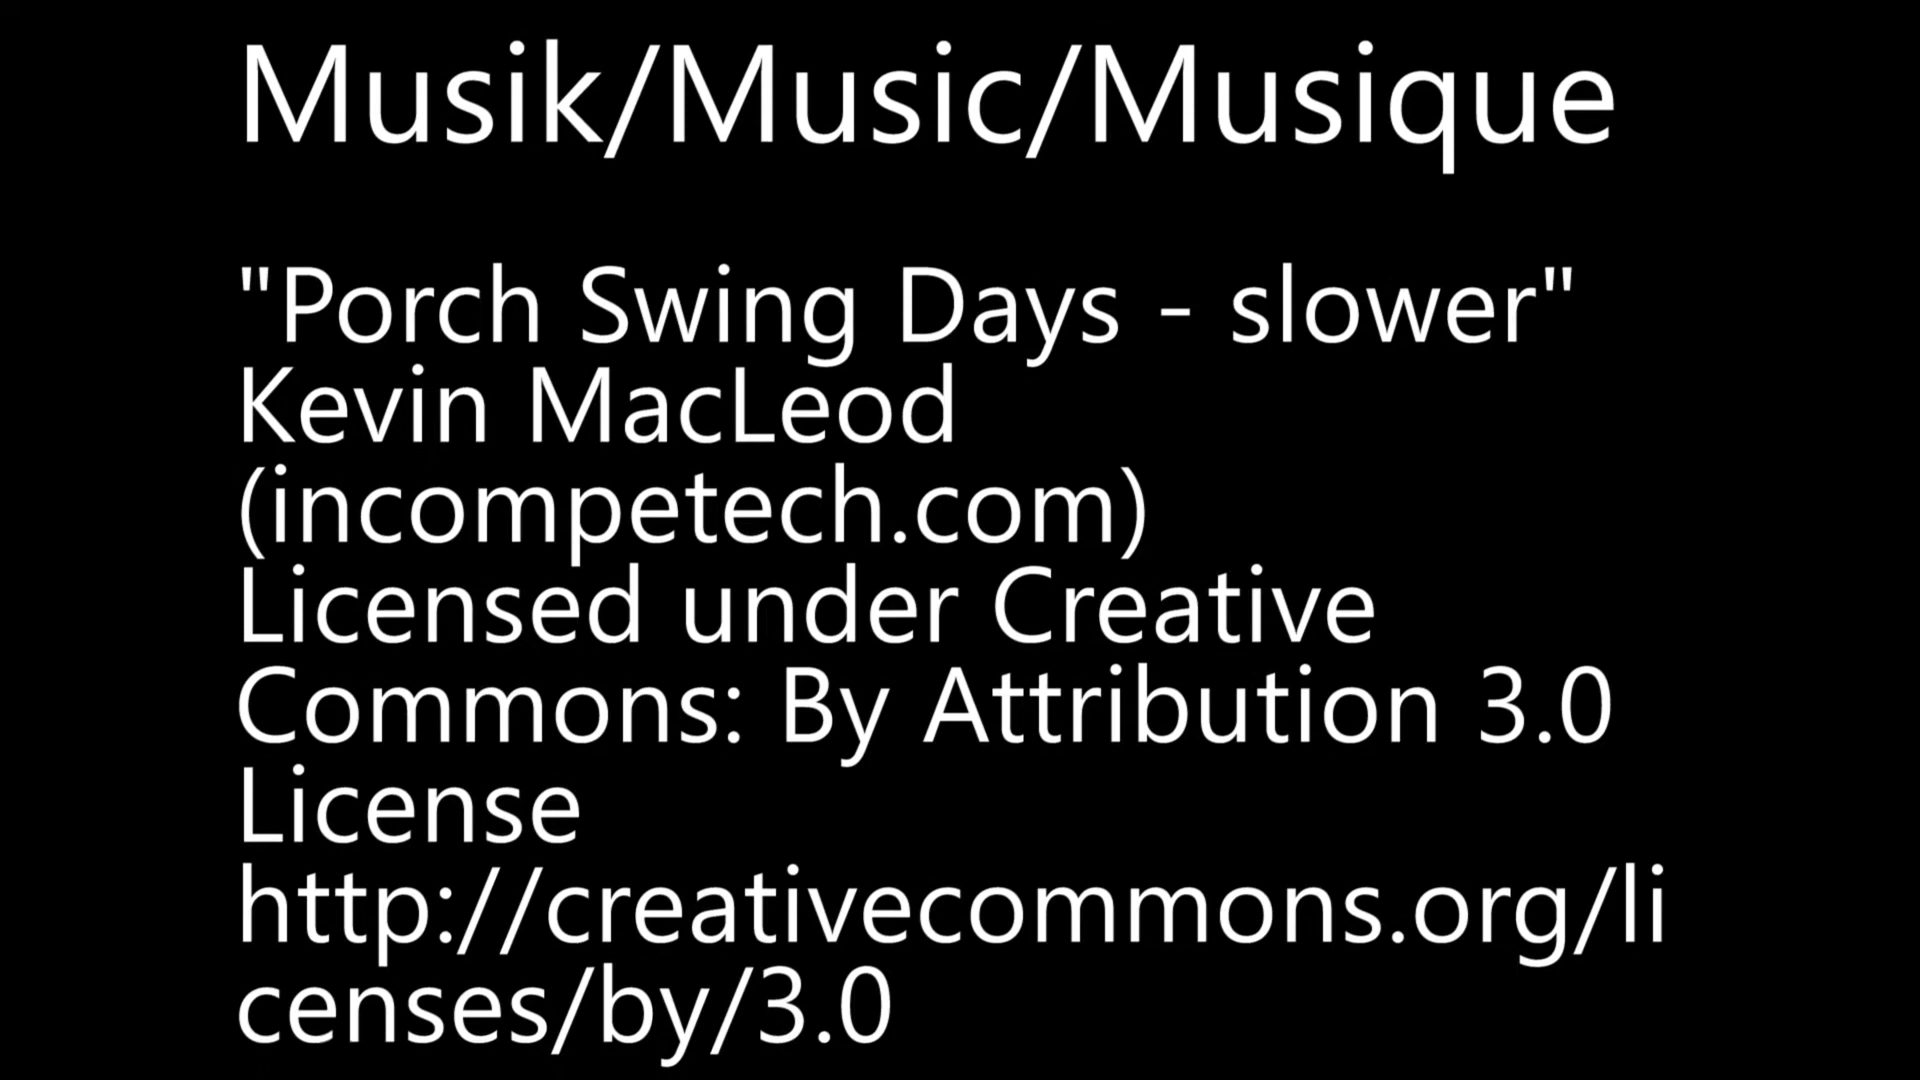 Musik/Music/Musique
"Porch Swing Days - slower"
Kevin MacLeod
(incompetech.com)
Licensed under Creative
Commons: By Attribution 3.0
License
http://creativecommons.org/li
censes/by/3.0